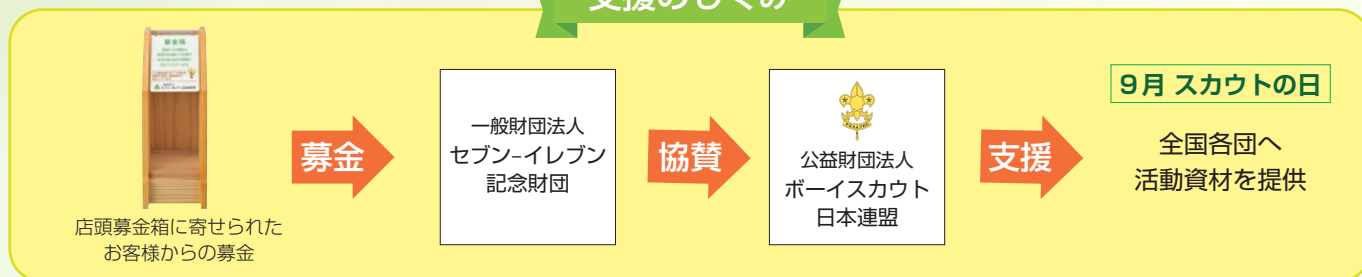 支援のしくみ
募金箱
店頭募金箱に寄せられた
お客様からの募金
募金
一般財団法人
セブン−イレブン
記念財団
協賛
公益財団法人
ボーイスカウト
日本連盟
支援
9月 スカウトの日
全国各団へ
活動資材を提供